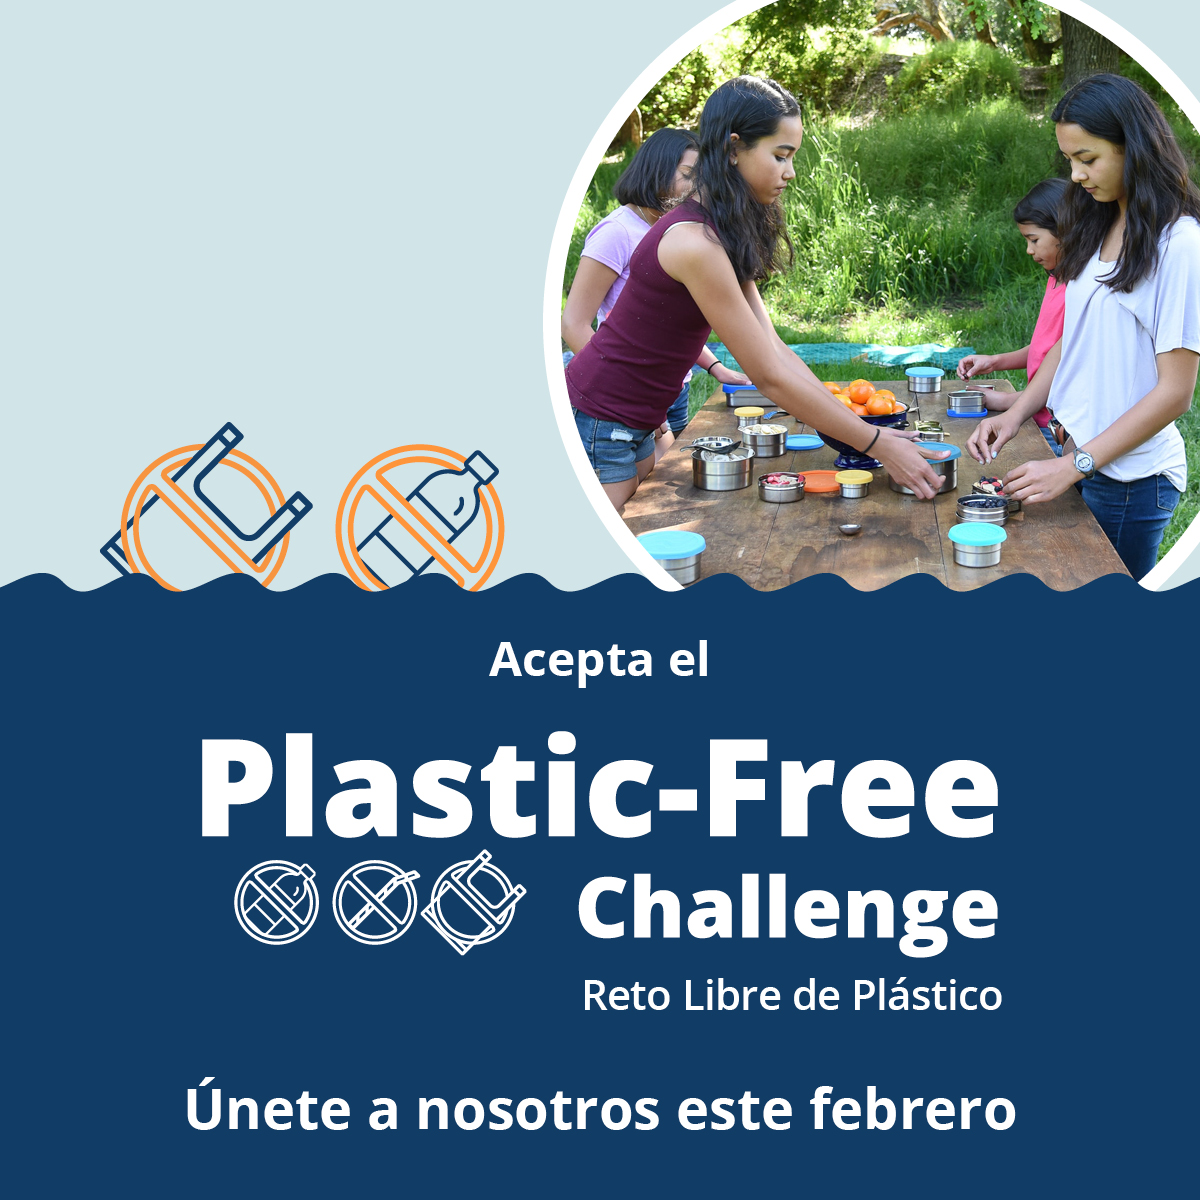 Acepta el
Plastic-Free
Challenge
Reto Libre de Plástico
Únete a nosotros este febrero